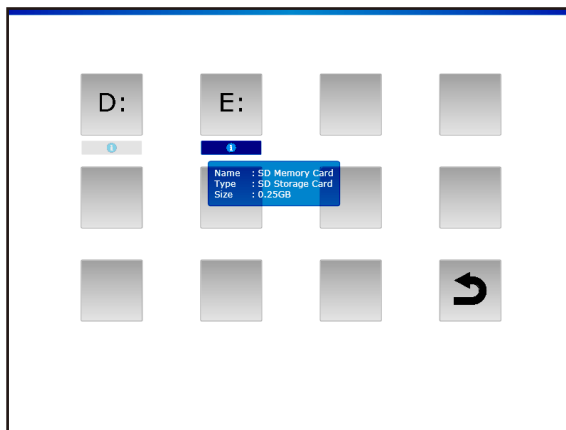 D: E:
i i
Name : SD Memory Card
Type : SD Storage Card
Size : 0.25GB